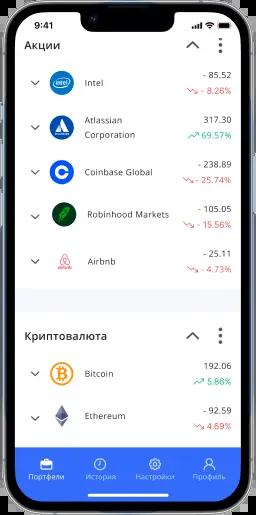 9:41
Акции
intel
Intel
- 85.52
- 8.26%
Atlassian
Corporation
317.30
69.57%
Coinbase Global
- 238.89
- 25.74%
Robinhood Markets
- 105.05
- 15.56%
airbnb
Airbnb
- 25.11
- 4.73%
Криптовалюта
Bitcoin
192.06
5.86%
Ethereum
- 92.59
4.69%
Портфели
История
Настройки
Профиль